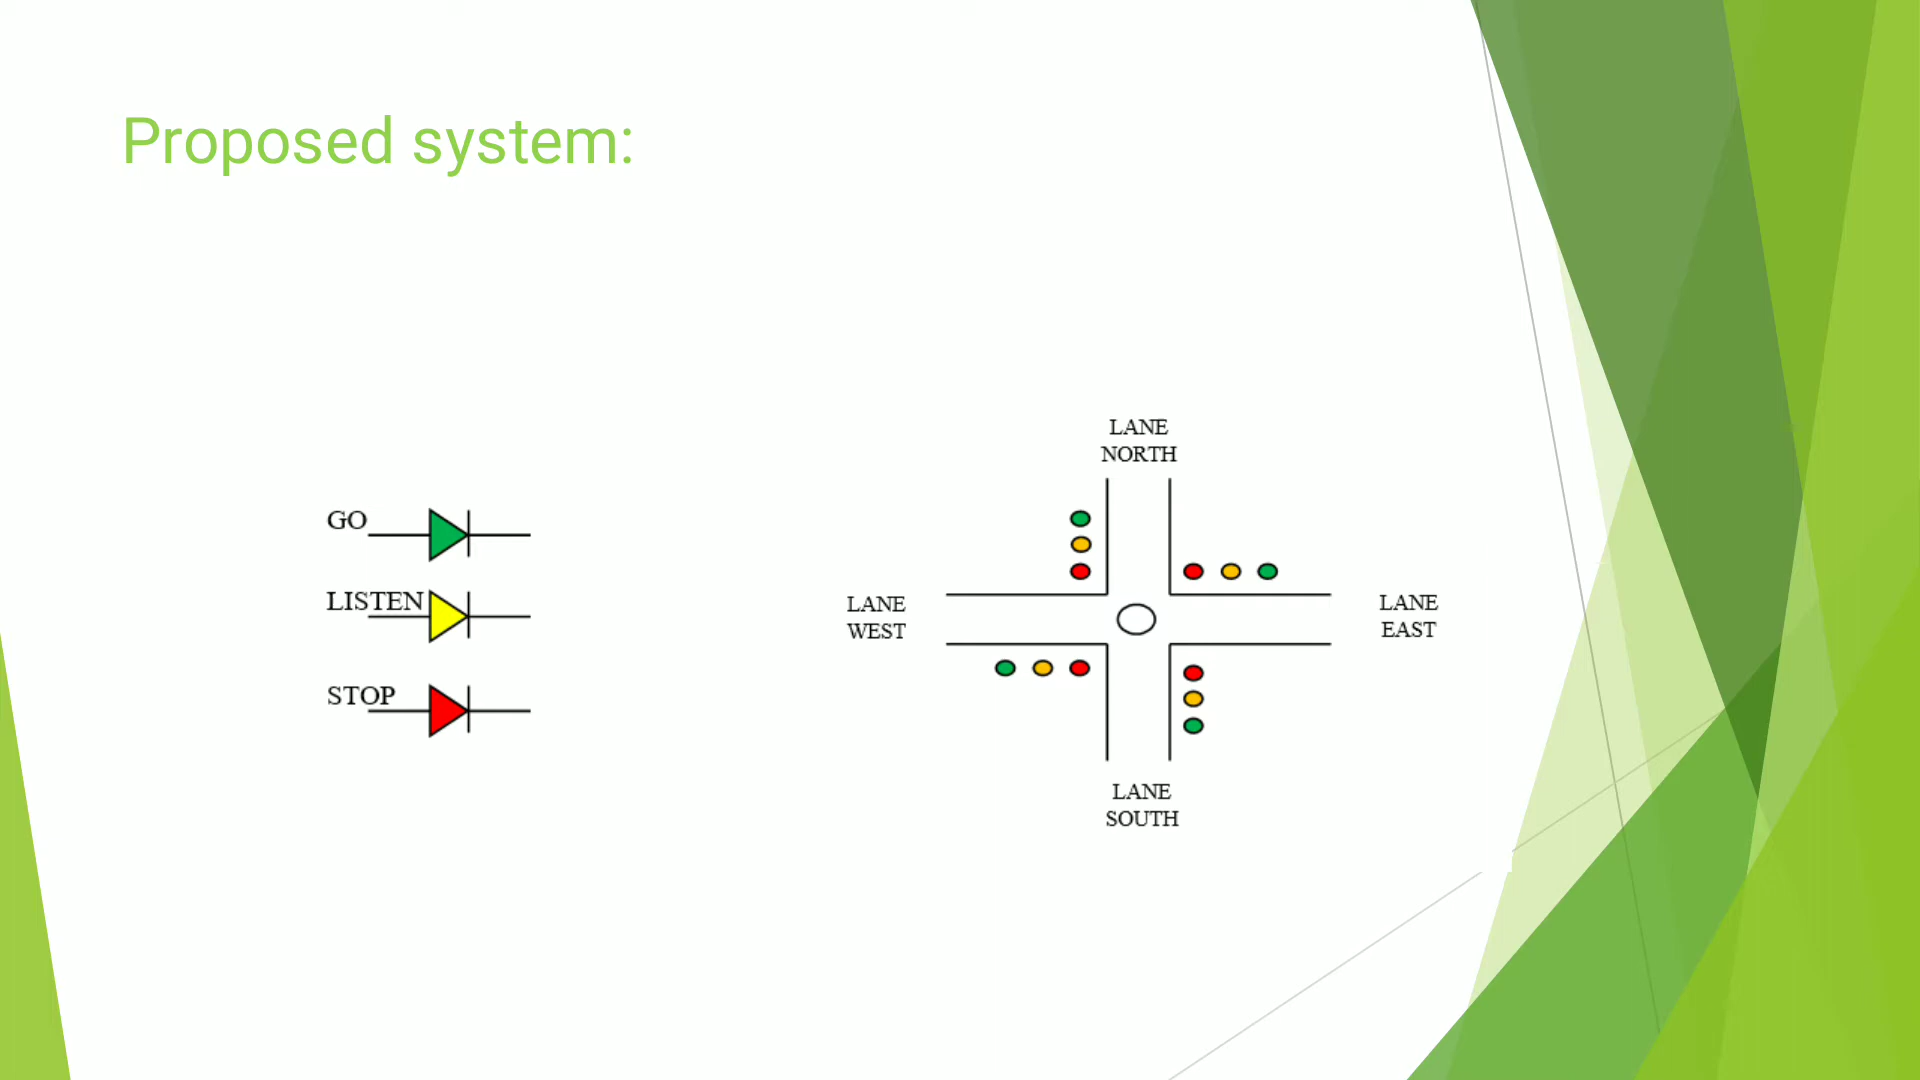 Proposed system:
GO
LISTEN
STOP
LANE
NORTH
LANE
WEST
LANE
EAST
LANE
SOUTH